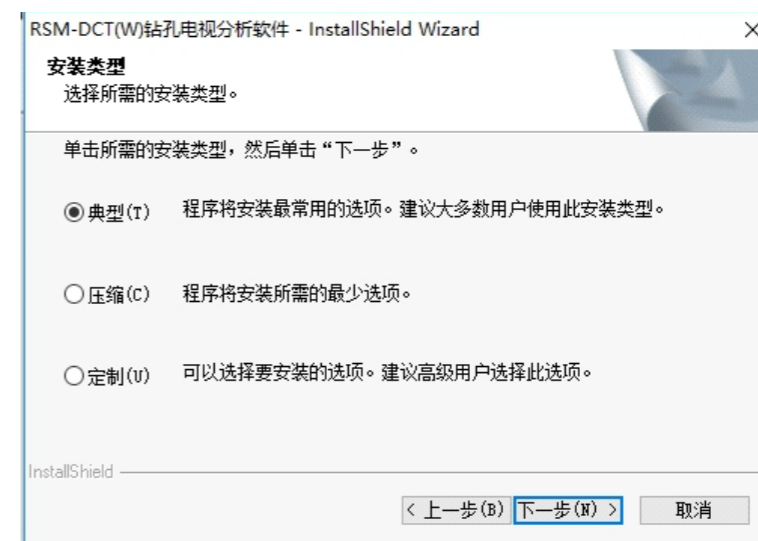 RSM-DCT(W)钻孔电视分析软件 - InstallShield Wizard
安装类型
选择所需的安装类型。
单击所需的安装类型，然后单击“下一步”。
典型(T) 程序将安装最常用的选项。建议大多数用户使用此安装类型。
压缩(C) 程序将安装所需的最少选项。
定制(U) 可以选择要安装的选项。建议高级用户选择此选项。
InstallShield
< 上一步(B) 下一步(N) > 取消